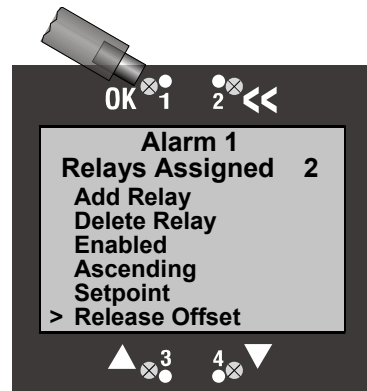 OK 1 2 <<
Alarm 1
Relays Assigned 2
Add Relay
Delete Relay
Enabled
Ascending
Setpoint
> Release Offset
3 4